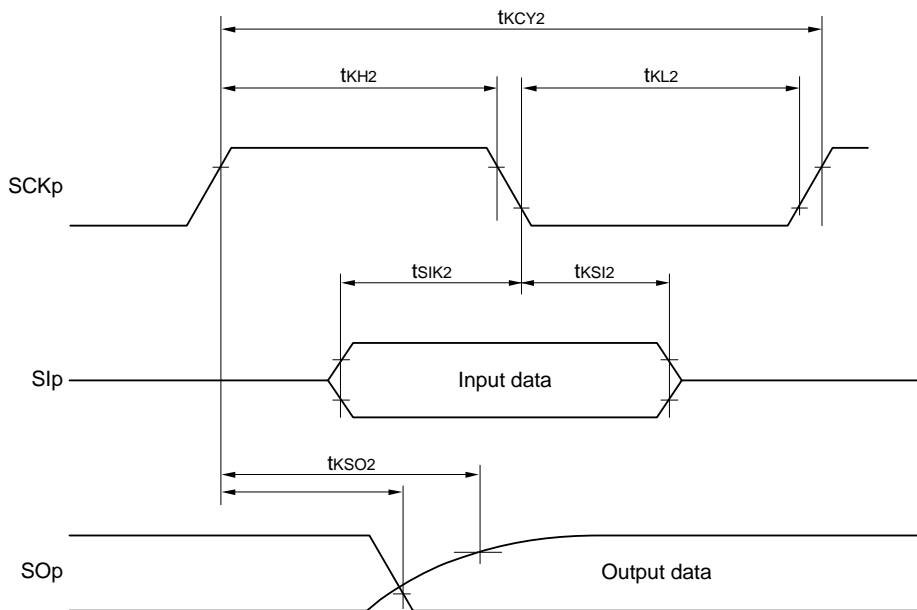 tKCY2
tKH2 tKL2
SCKp
tSIK2 tKSI2
SIp Input data
tKSO2
SOp Output data